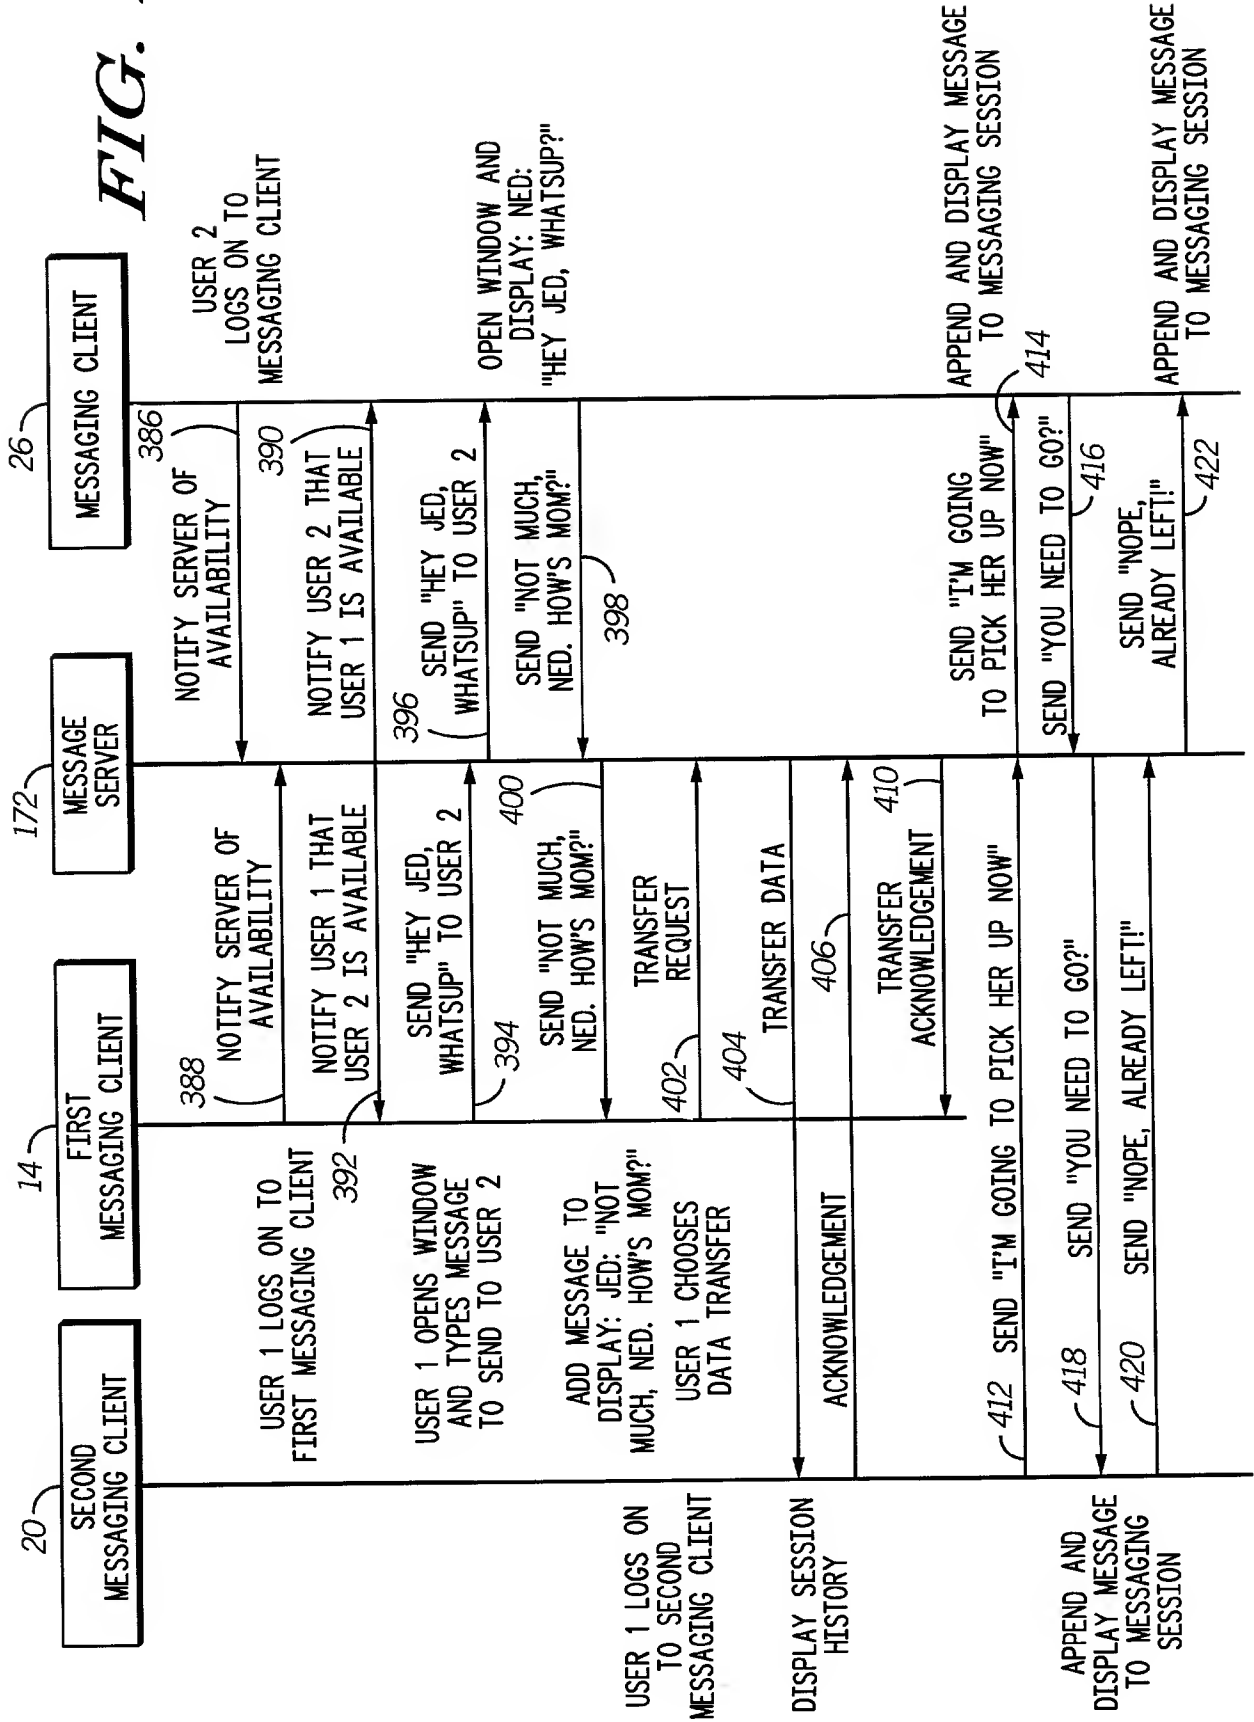 FIG.
20
SECOND
MESSAGING CLIENT
14
FIRST
MESSAGING CLIENT
172
MESSAGE
SERVER
26
MESSAGING CLIENT
USER 2
LOGS ON TO
MESSAGING CLIENT
386
NOTIFY SERVER OF
AVAILABILITY
USER 1 LOGS ON TO
FIRST MESSAGING CLIENT
388
NOTIFY SERVER OF
AVAILABILITY
390
NOTIFY USER 2 THAT
USER 1 IS AVAILABLE
392
NOTIFY USER 1 THAT
USER 2 IS AVAILABLE
USER 1 OPENS WINDOW
AND TYPES MESSAGE
TO SEND TO USER 2
SEND "HEY JED,
WHATSUP" TO USER 2
394
396
SEND "HEY JED,
WHATSUP" TO USER 2
OPEN WINDOW AND
DISPLAY: NED:
"HEY JED, WHATSUP?"
SEND "NOT MUCH,
NED. HOW'S MOM?"
398
400
SEND "NOT MUCH,
NED. HOW'S MOM?"
ADD MESSAGE TO
DISPLAY: JED: "NOT
MUCH, NED. HOW'S MOM?"
USER 1 CHOOSES
DATA TRANSFER
USER 1 LOGS ON
TO SECOND
MESSAGING CLIENT
TRANSFER
REQUEST
402
404
TRANSFER DATA
DISPLAY SESSION
HISTORY
ACKNOWLEDGEMENT
406
TRANSFER
ACKNOWLEDGEMENT
410
412
SEND "I'M GOING TO PICK HER UP NOW"
SEND "I'M GOING
TO PICK HER UP NOW"
414
APPEND AND DISPLAY MESSAGE
TO MESSAGING SESSION
SEND "YOU NEED TO GO?"
416
418
SEND "YOU NEED TO GO?"
APPEND AND
DISPLAY MESSAGE
TO MESSAGING
SESSION
420
SEND "NOPE, ALREADY LEFT!"
SEND "NOPE,
ALREADY LEFT!"
422
APPEND AND DISPLAY MESSAGE
TO MESSAGING SESSION